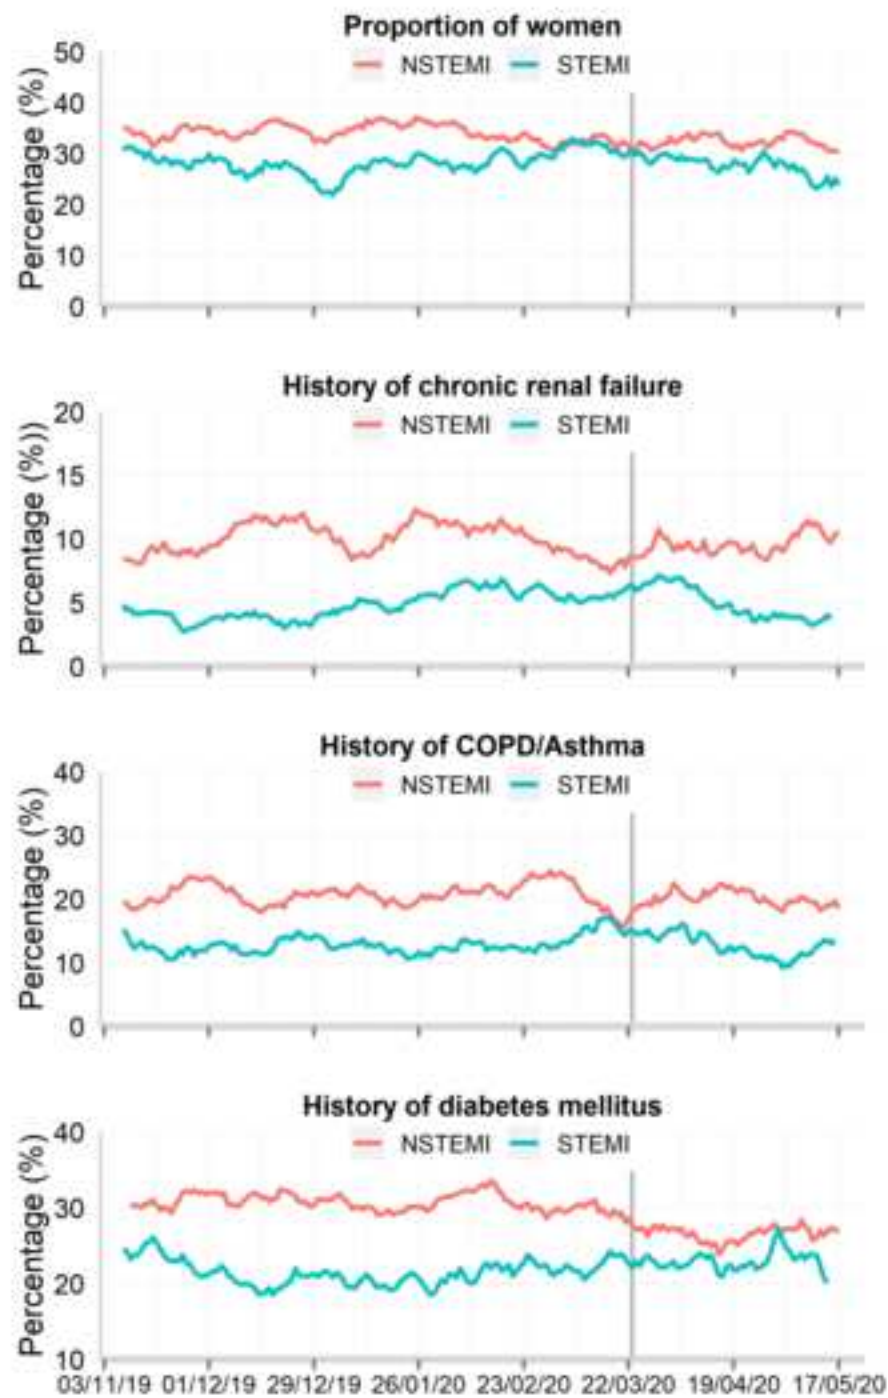 Proportion of women
NSTEMI STEMI
Percentage (%)
50
40
30
20
10
0
History of chronic renal failure
NSTEMI STEMI
Percentage (%))
20
15
10
5
0
History of COPD/Asthma
NSTEMI STEMI
Percentage (%)
40
30
20
10
0
History of diabetes mellitus
NSTEMI STEMI
Percentage (%)
40
30
20
10
03/11/19 01/12/19 29/12/19 26/01/20 23/02/20 22/03/20 19/04/20 17/05/20